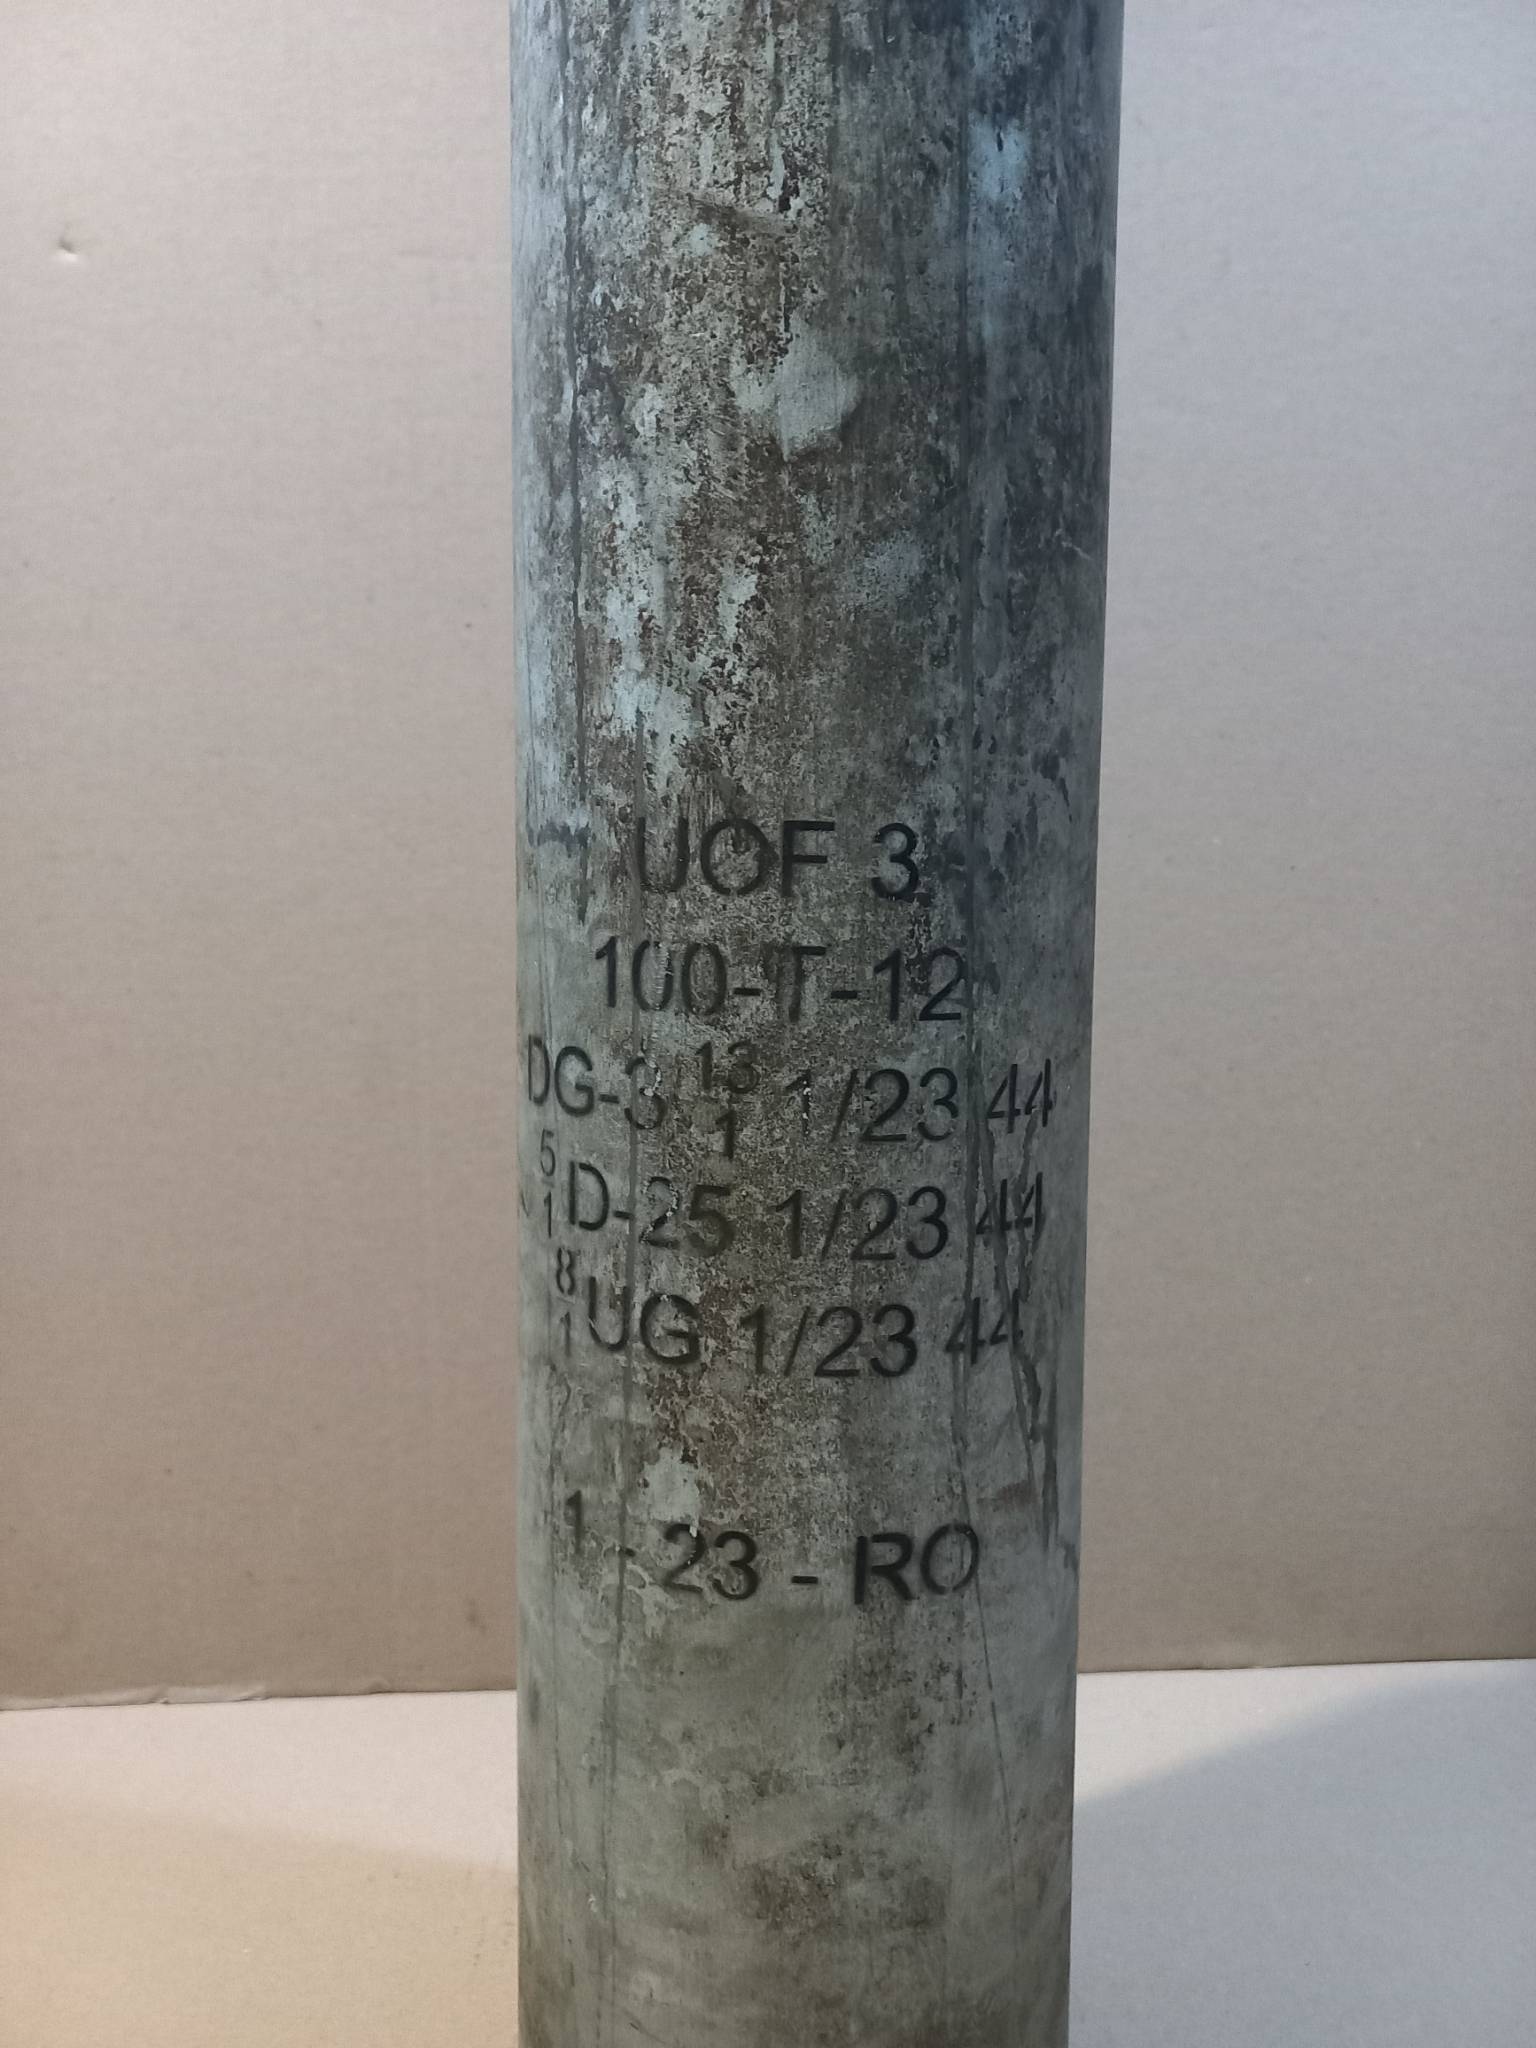 UOF 3
100-T-12
DG-3 13/1 1/23 44
5/1 D-25 1/23 44
8/1 UG 1/23 44
1 - 23 - RO